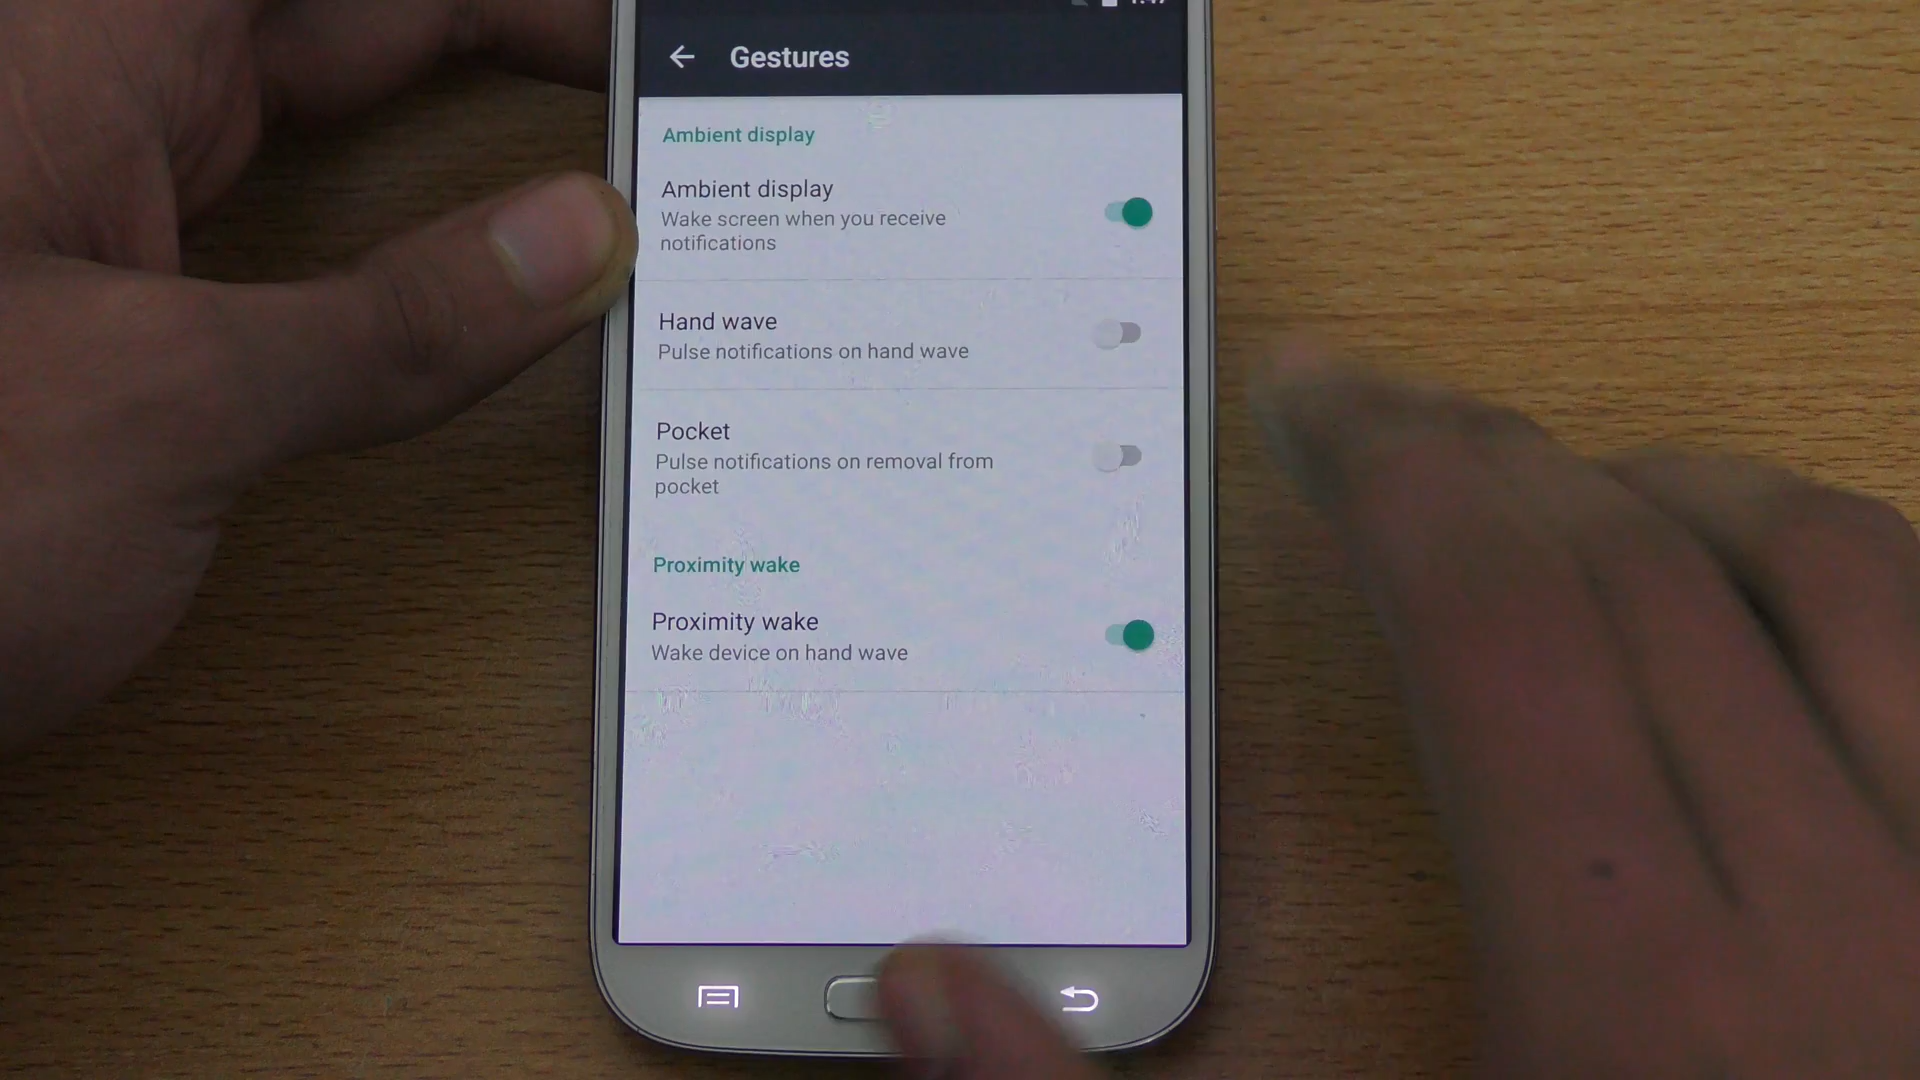 Gestures
Ambient display
Ambient display
Wake screen when you receive
notifications
Hand wave
Pulse notifications on hand wave
Pocket
Pulse notifications on removal from
pocket
Proximity wake
Proximity wake
Wake device on hand wave